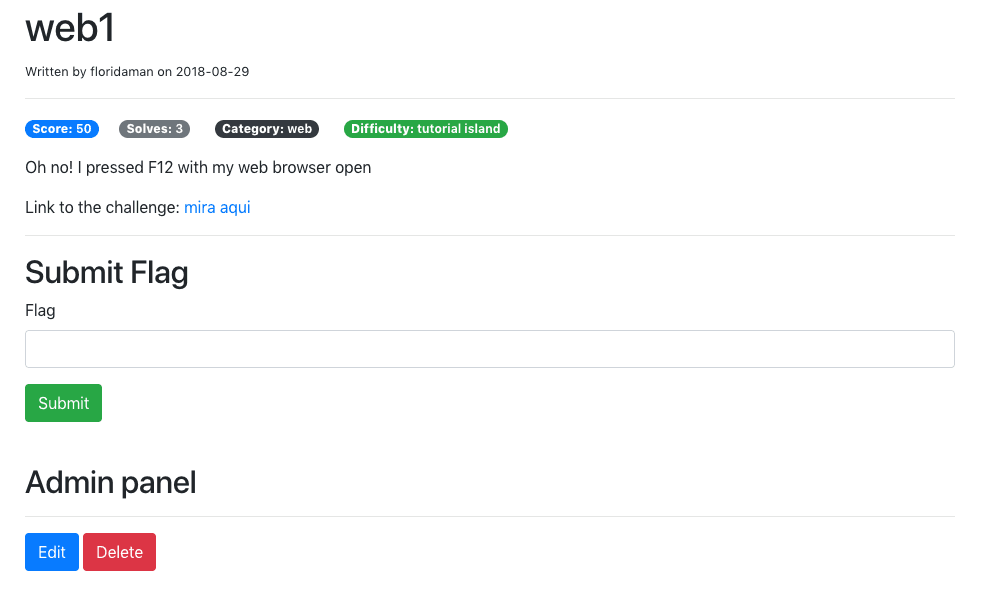 web1
Written by floridaman on 2018-08-29
Score: 50 Solves: 3 Category: web Difficulty: tutorial island
Oh no! I pressed F12 with my web browser open
Link to the challenge: mira aqui
Submit Flag
Flag
Submit
Admin panel
Edit Delete